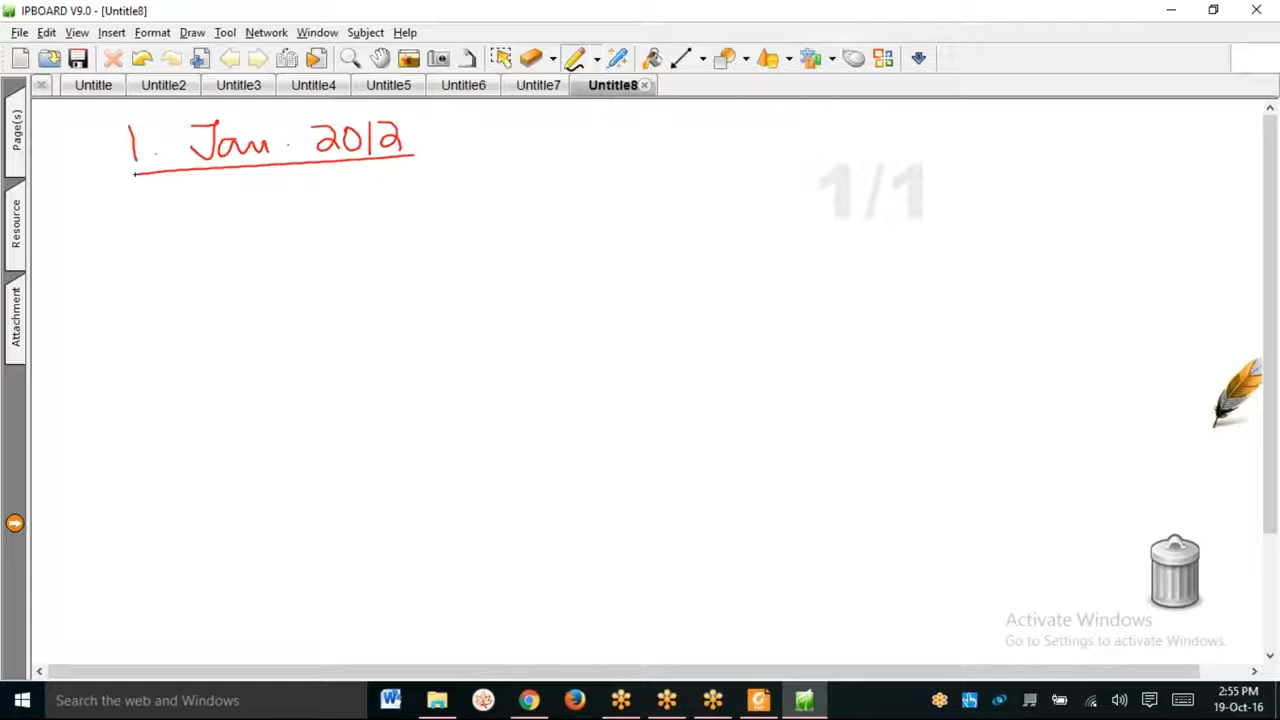 IPBOARD V9.0 - [Untitle8]
File Edit View Insert Format Draw Tool Network Window Subject Help
Untitle Untitle2 Untitle3 Untitle4 Untitle5 Untitle6 Untitle7 Untitle8
Page(s)
Resource
Attachment
1. Jan. 2012
1/1
Activate Windows
Go to Settings to activate Windows.
Search the web and Windows
2:55 PM
19-Oct-16